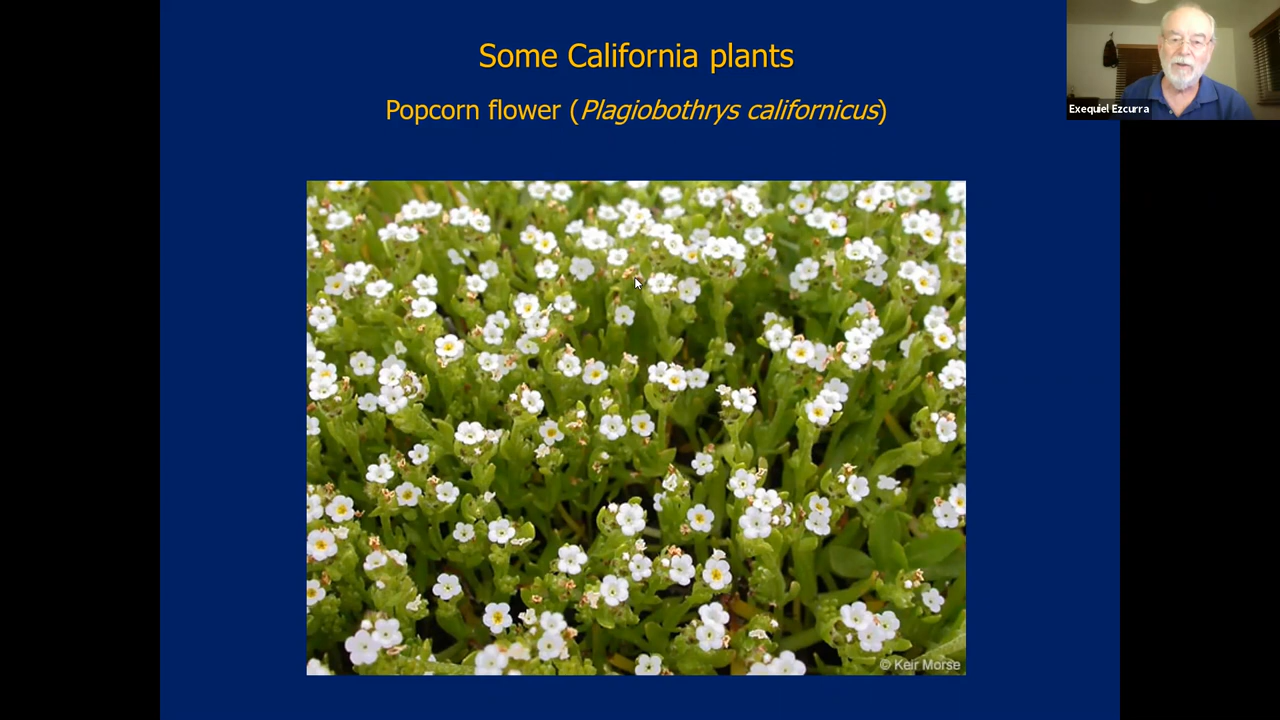 Some California plants
Popcorn flower (Plagiobothrys californicus)
Exequiel Ezcurra
© Keir Morse